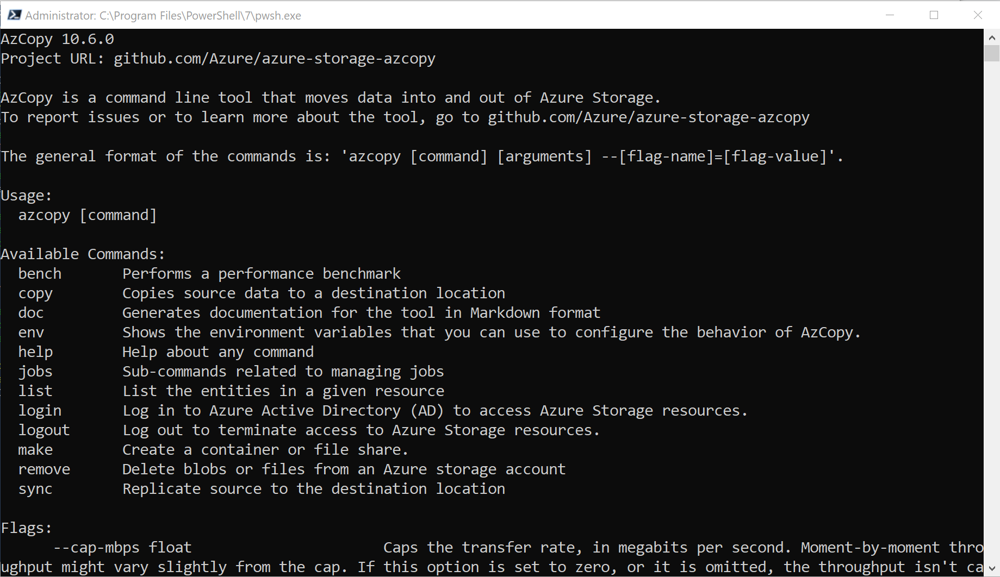 Administrator: C:\Program Files\PowerShell\7\pwsh.exe
AzCopy 10.6.0
Project URL: github.com/Azure/azure-storage-azcopy
AzCopy is a command line tool that moves data into and out of Azure Storage.
To report issues or to learn more about the tool, go to github.com/Azure/azure-storage-azcopy
The general format of the commands is: 'azcopy [command] [arguments] --[flag-name]=[flag-value]'.
Usage:
  azcopy [command]
Available Commands:
  bench       Performs a performance benchmark
  copy        Copies source data to a destination location
  doc         Generates documentation for the tool in Markdown format
  env         Shows the environment variables that you can use to configure the behavior of AzCopy.
  help        Help about any command
  jobs        Sub-commands related to managing jobs
  list        List the entities in a given resource
  login       Log in to Azure Active Directory (AD) to access Azure Storage resources.
  logout      Log out to terminate access to Azure Storage resources.
  make        Create a container or file share.
  remove      Delete blobs or files from an Azure storage account
  sync        Replicate source to the destination location
Flags:
      --cap-mbps float                      Caps the transfer rate, in megabits per second. Moment-by-moment thro
ughput might vary slightly from the cap. If this option is set to zero, or it is omitted, the throughput isn't ca